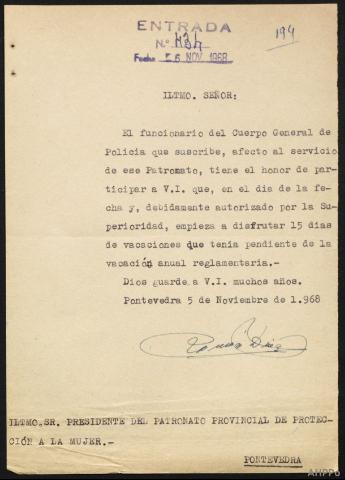 ENTRADA
N.º
Fecha 6 NOV 1968
194
ILTMO. SEÑOR:
El funcionario del Cuerpo General de
Policia que suscribe, afecto al servicio
de ese Patronato, tiene el honor de par-
ticipar a V.I. que, en el dia de la fe-
cha y, debidamente autorizado por la Su-
perioridad, empieza a disfrutar 15 dias
de vacaciones que tenia pendiente de la
vacación anual reglamentaria.-
Dios guarde a V.I. muchos años.
Pontevedra 5 de Noviembre de 1.968
ILTMO.SR. PRESIDENTE DEL PATRONATO PROVINCIAL DE PROTEC-
CIÓN A LA MUJER.-
PONTEVEDRA
AHPPo